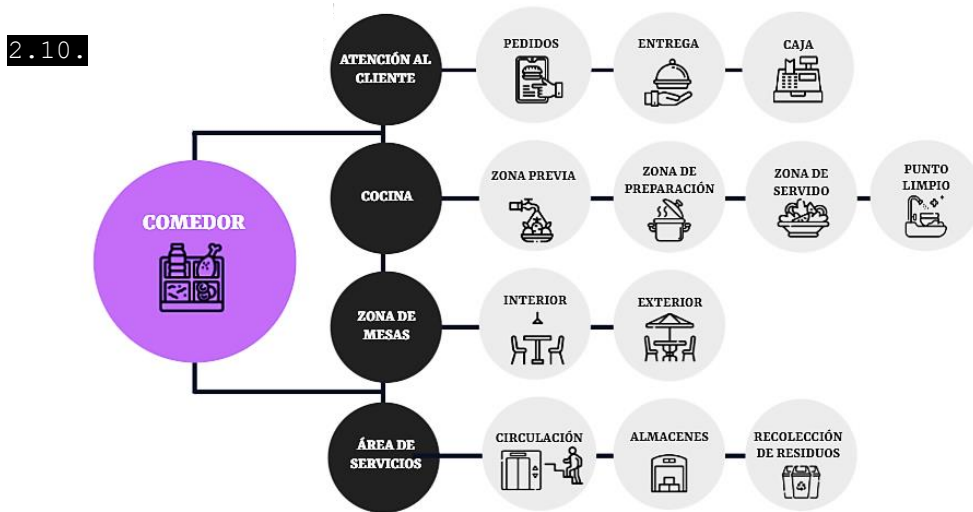 2.10.
COMEDOR
ATENCIÓN AL
CLIENTE
PEDIDOS
ENTREGA
CAJA
COCINA
ZONA PREVIA
ZONA DE
PREPARACIÓN
ZONA DE
SERVIDO
PUNTO
LIMPIO
ZONA DE
MESAS
INTERIOR
EXTERIOR
ÁREA DE
SERVICIOS
CIRCULACIÓN
ALMACENES
RECOLECCIÓN
DE RESIDUOS